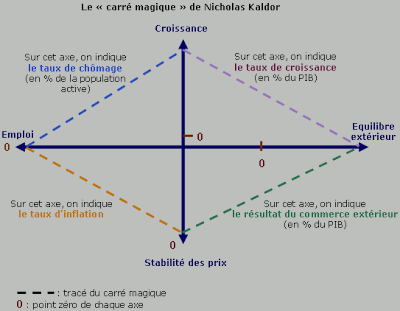 Le « carré magique » de Nicholas Kaldor
Croissance
Sur cet axe, on indique
le taux de chômage
(en % de la population
active)
Sur cet axe, on indique
le taux de croissance
(en % du PIB)
Emploi
0
0
0
Equilibre
extérieur
Sur cet axe, on indique
le taux d'inflation
Sur cet axe, on indique
le résultat du commerce extérieur
(en % du PIB)
0
Stabilité des prix
: tracé du carré magique
0 : point zéro de chaque axe